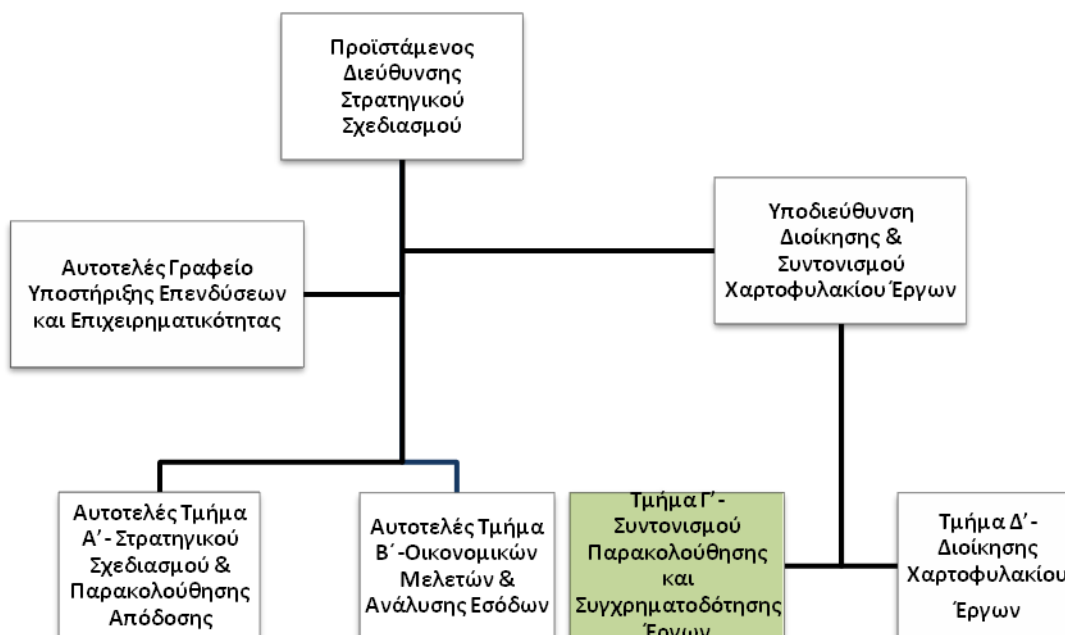 Προϊστάμενος
Διεύθυνσης
Στρατηγικού
Σχεδιασμού
Υποδιεύθυνση
Διοίκησης &
Συντονισμού
Χαρτοφυλακίου Έργων
Αυτοτελές Γραφείο
Υποστήριξης Επενδύσεων
και Επιχειρηματικότητας
Αυτοτελές Τμήμα
Α'- Στρατηγικού
Σχεδιασμού &
Παρακολούθησης
Απόδοσης
Αυτοτελές Τμήμα
Β΄-Οικονομικών
Μελετών &
Ανάλυσης Εσόδων
Τμήμα Γ'-
Συντονισμού
Παρακολούθησης
και
Συγχρηματοδότησης
Έργων
Τμήμα Δ'-
Διοίκησης
Χαρτοφυλακίου
Έργων